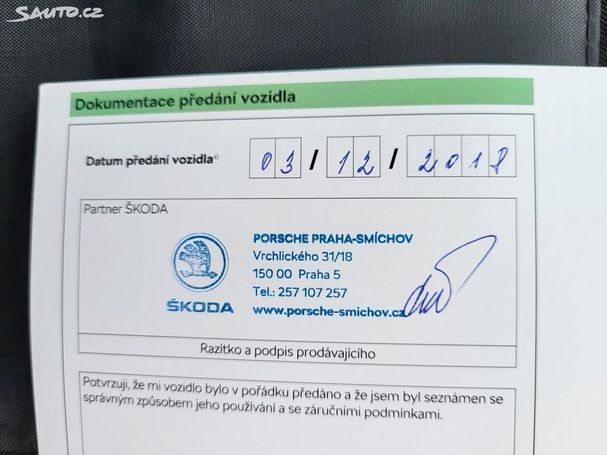 Sauto.cz
Dokumentace předání vozidla
Datum předání vozidla a) 03 / 12 / 2018
Partner ŠKODA
PORSCHE PRAHA-SMÍCHOV
Vrchlického 31/18
150 00 Praha 5
Tel.: 257 107 257
www.porsche-smichov.cz
ŠKODA
Razítko a podpis prodávajícího
Potvrzuji, že mi vozidlo bylo v pořádku předáno a že jsem byl seznámen se
správným způsobem jeho používání a se záručními podmínkami.